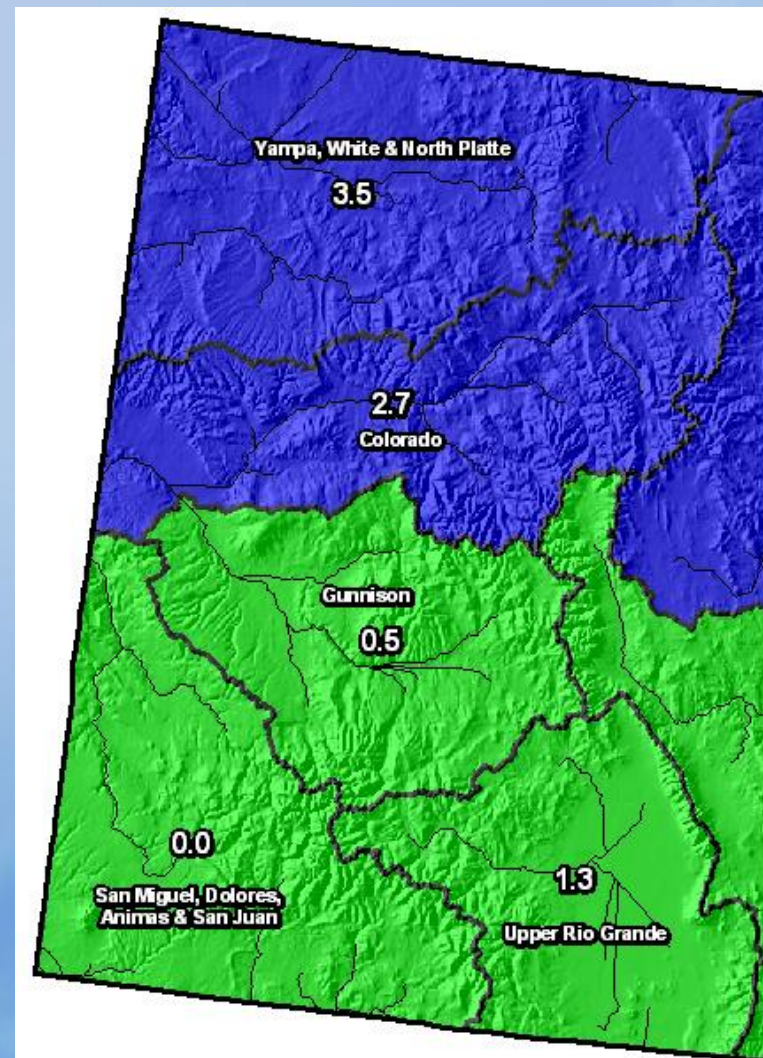 Yampa, White & North Platte
3.5
2.7
Colorado
Gunnison
0.5
0.0
San Miguel, Dolores,
Animas & San Juan
1.3
Upper Rio Grande